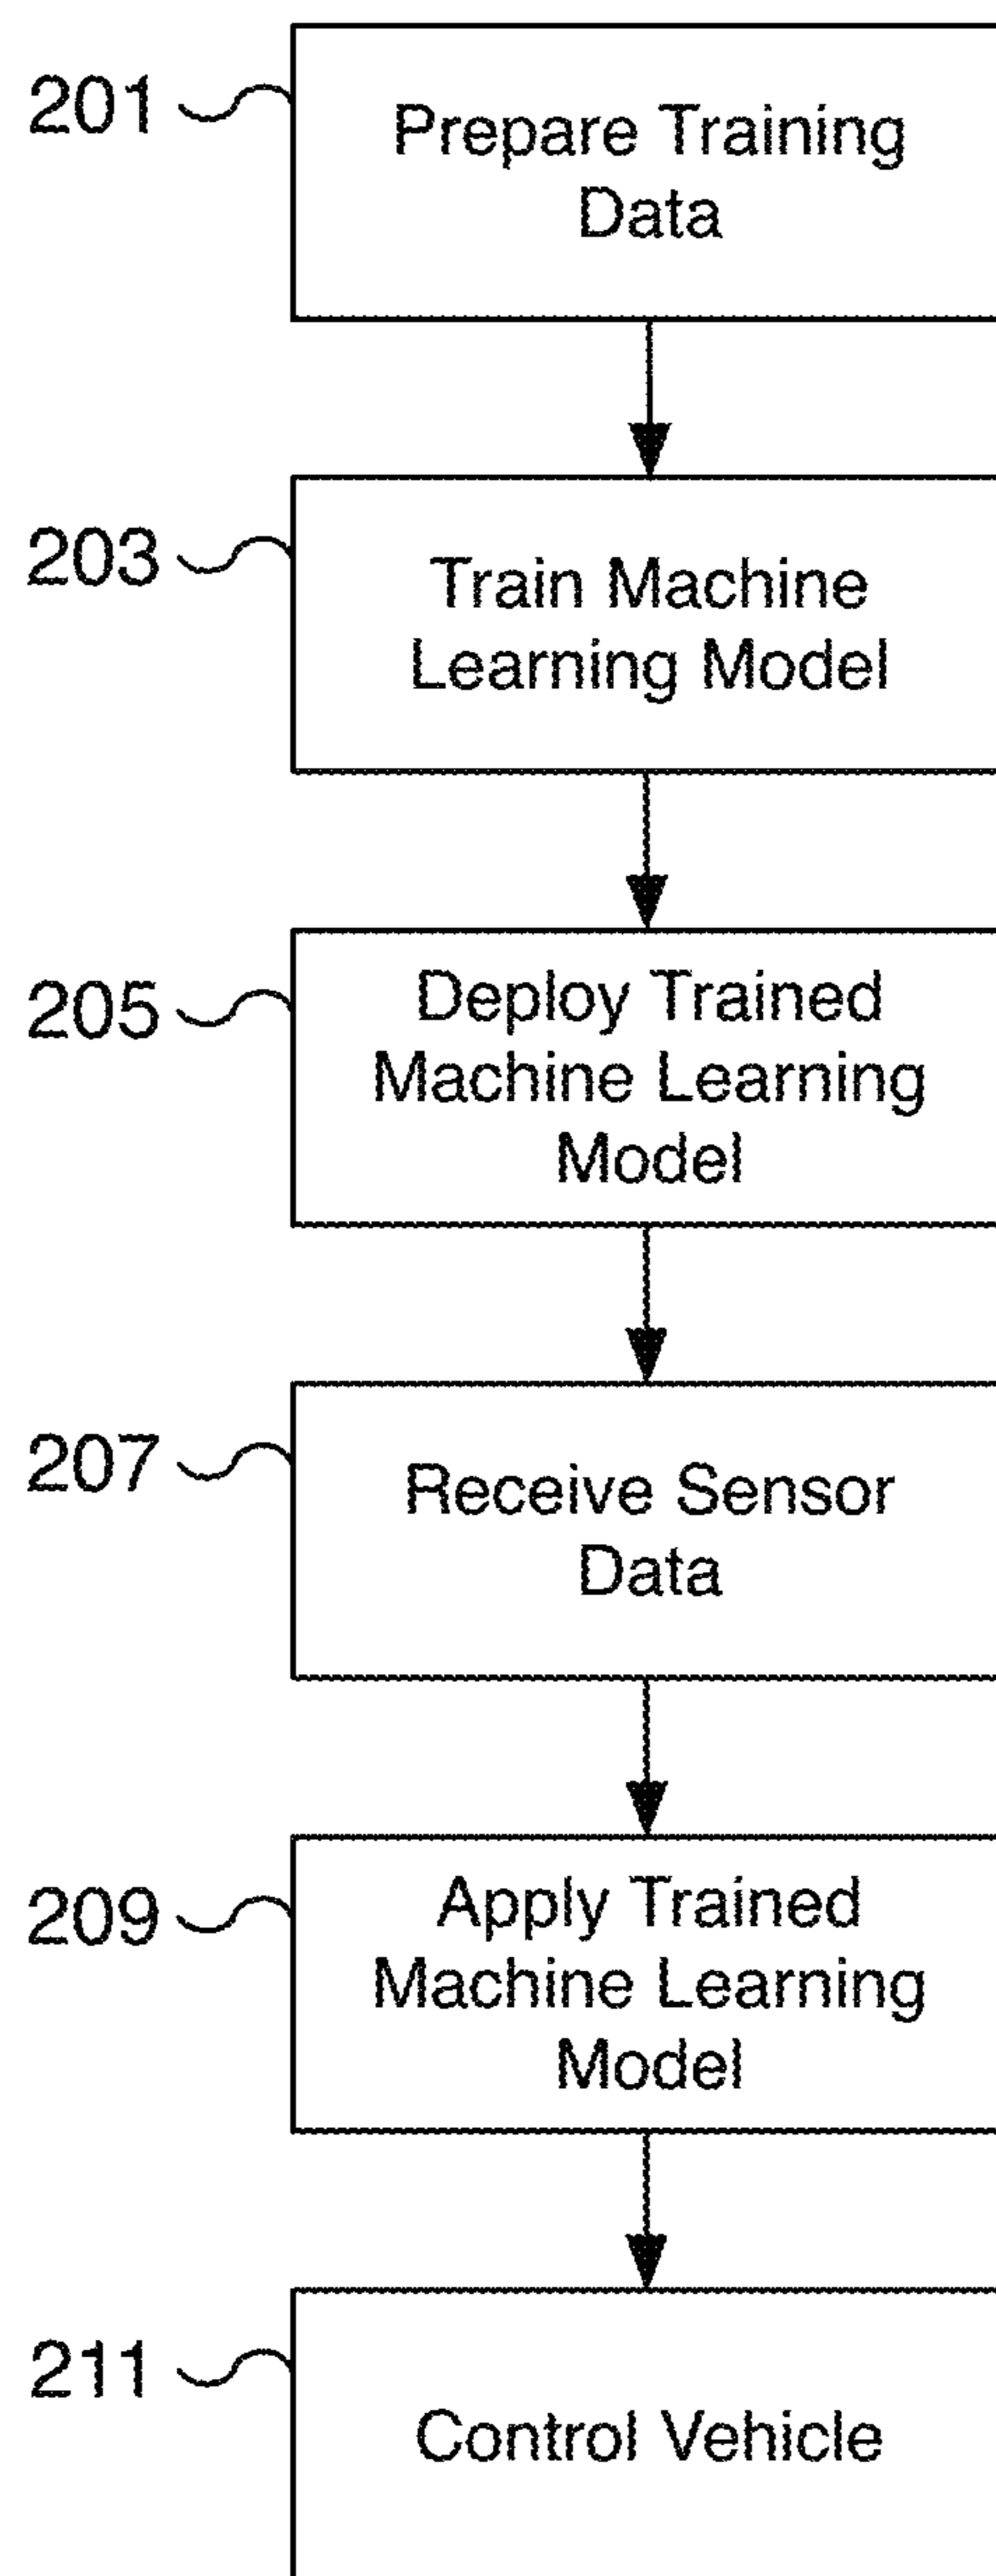 201
Prepare Training
Data
203
Train Machine
Learning Model
205
Deploy Trained
Machine Learning
Model
207
Receive Sensor
Data
209
Apply Trained
Machine Learning
Model
211
Control Vehicle